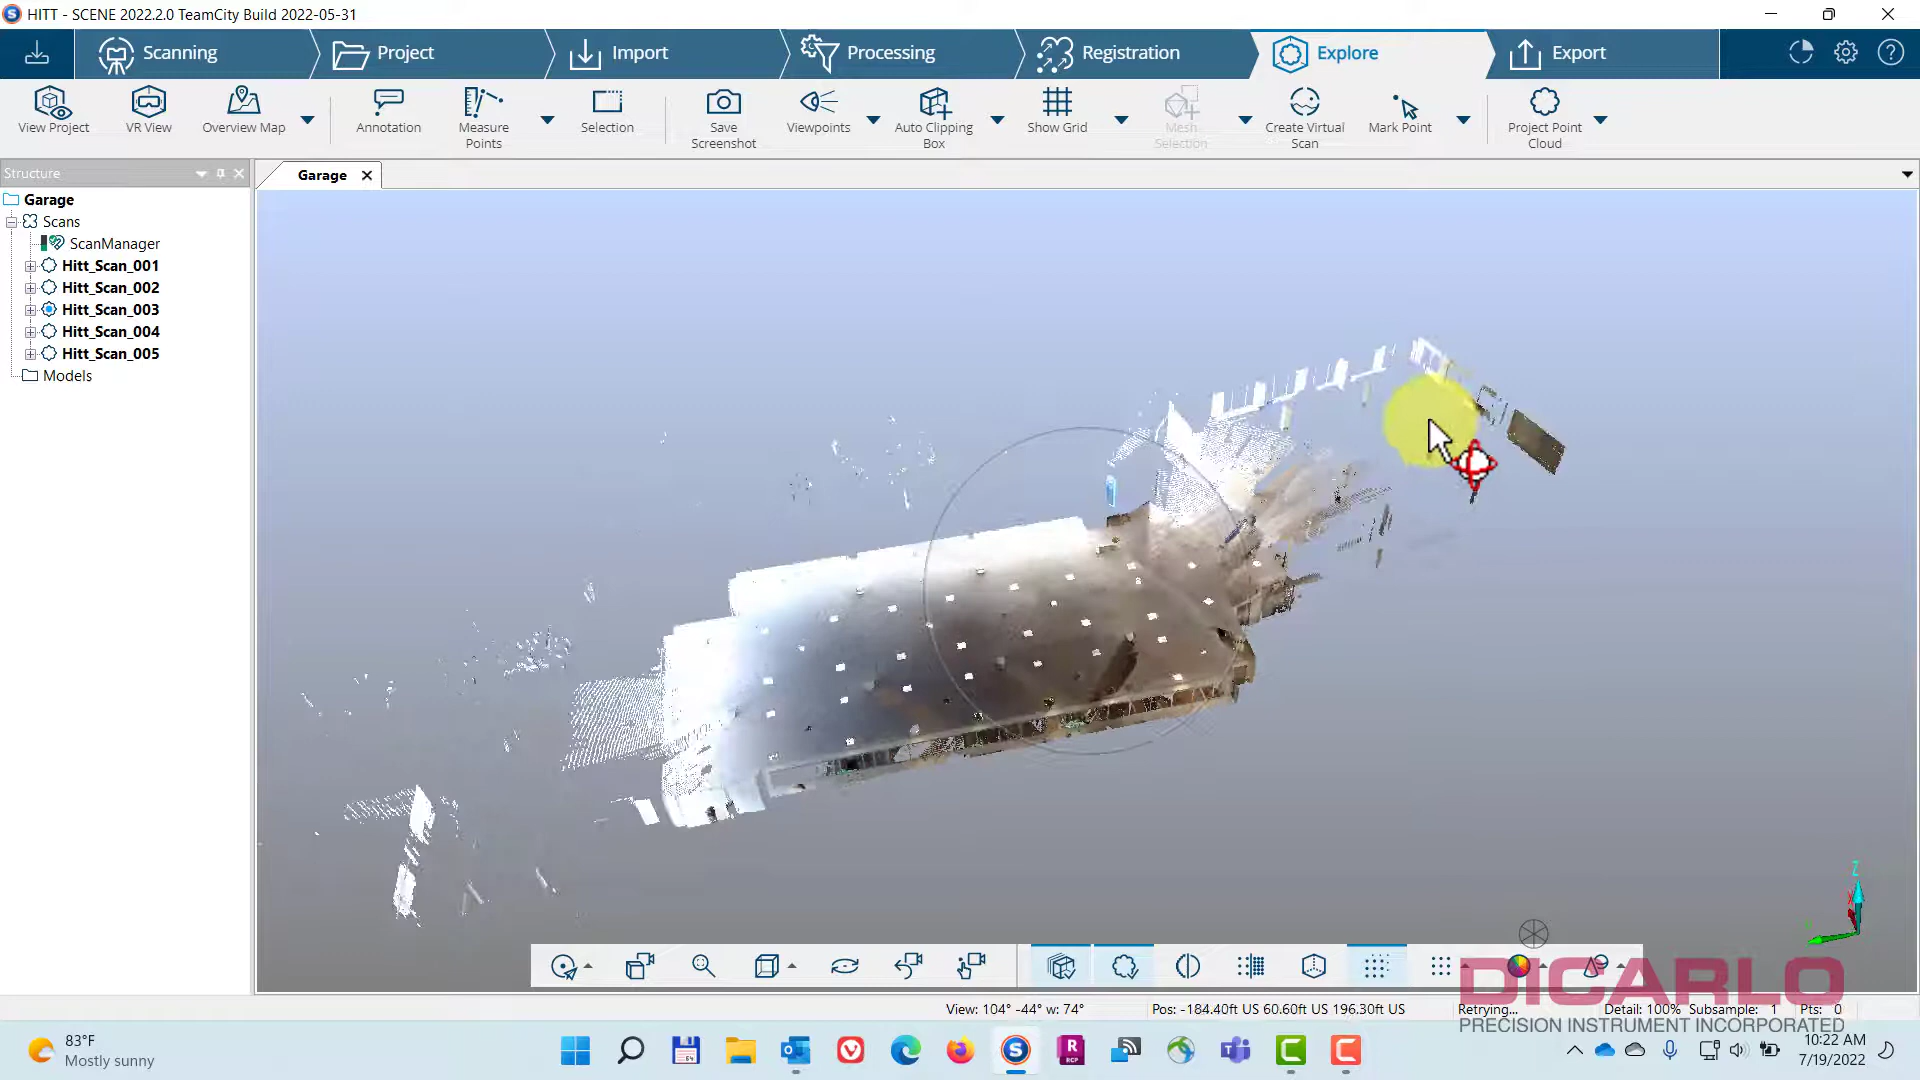 HITT - SCENE 2022.2.0 TeamCity Build 2022-05-31
Scanning
Project
Import
Processing
Registration
Explore
Export
View Project
VR View
Overview Map
Annotation
Measure Points
Selection
Save Screenshot
Viewpoints
Auto Clipping Box
Show Grid
Mesh Selection
Create Virtual Scan
Mark Point
Project Point Cloud
Structure
Garage
Garage
Scans
ScanManager
Hitt_Scan_001
Hitt_Scan_002
Hitt_Scan_003
Hitt_Scan_004
Hitt_Scan_005
Models
Z
DICARLO
View: 104° -44° w: 74°
Pos: -184.40ft US 60.60ft US 196.30ft US
Retrying...
Detail: 100%
Subsample: 1
Pts: 0
PRECISION INSTRUMENT INCORPORATED
83°F
Mostly sunny
10:22 AM
7/19/2022